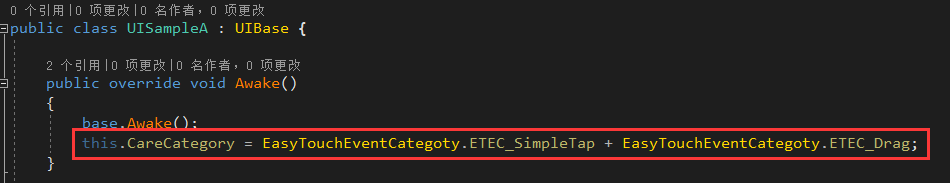 0 个引用|0 项更改|0 名作者，0 项更改
public class UISampleA : UIBase {
2 个引用|0 项更改|0 名作者，0 项更改
public override void Awake()
{
base.Awake();
this.CareCategory = EasyTouchEventCategoty.ETEC_SimpleTap + EasyTouchEventCategoty.ETEC_Drag;
}